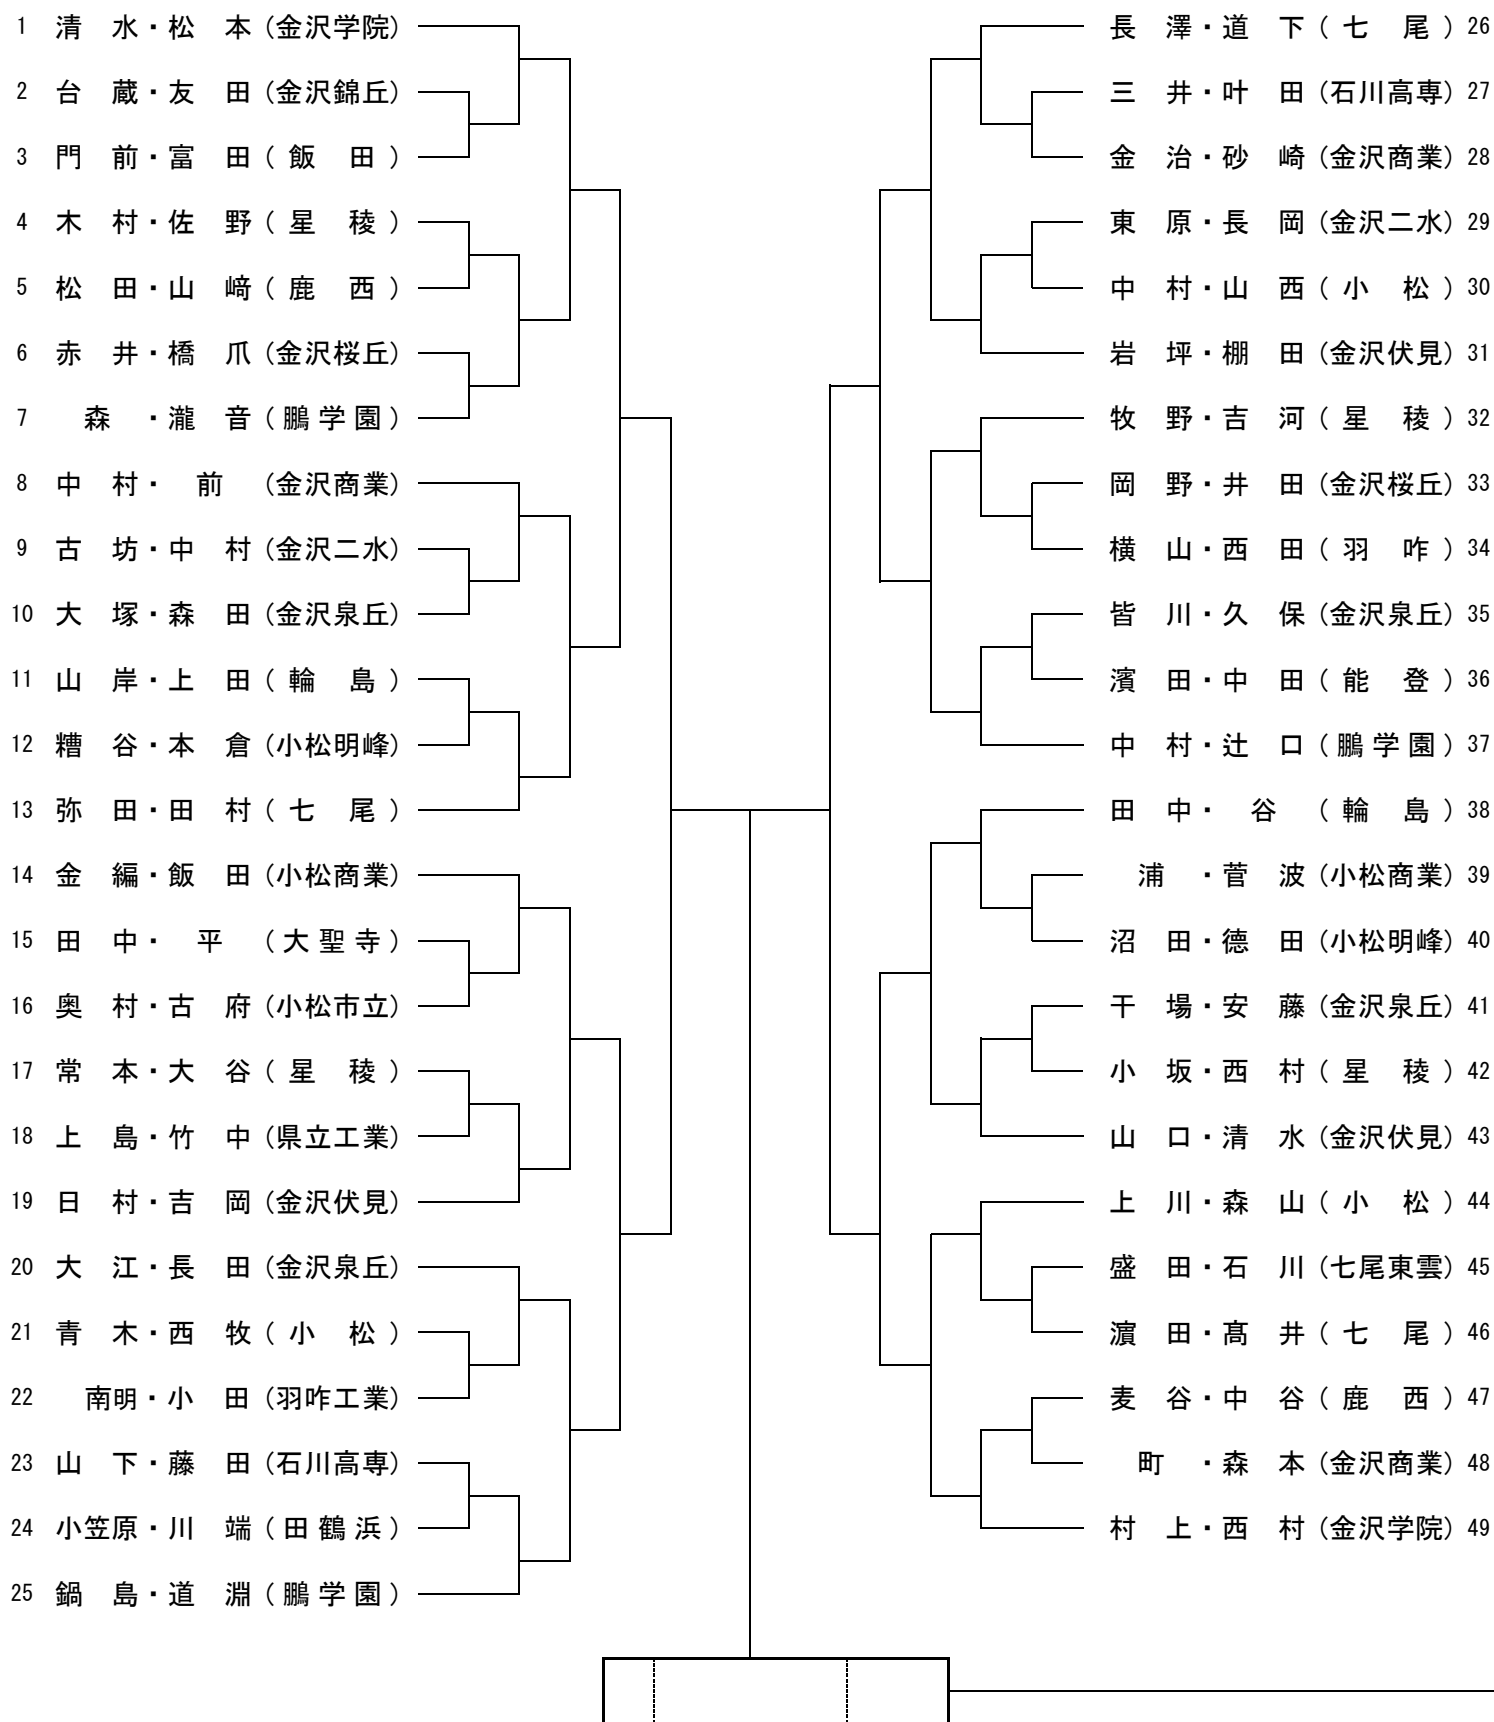 1 清水・松本(金沢学院)
2 台蔵・友田(金沢錦丘)
3 門前・富田(飯田)
4 木村・佐野(星稜)
5 松田・山﨑(鹿西)
6 赤井・橋爪(金沢桜丘)
7 森・瀧音(鵬学園)
8 中村・前(金沢商業)
9 古坊・中村(金沢二水)
10 大塚・森田(金沢泉丘)
11 山岸・上田(輪島)
12 糟谷・本倉(小松明峰)
13 弥田・田村(七尾)
14 金編・飯田(小松商業)
15 田中・平(大聖寺)
16 奥村・古府(小松市立)
17 常本・大谷(星稜)
18 上島・竹中(県立工業)
19 日村・吉岡(金沢伏見)
20 大江・長田(金沢泉丘)
21 青木・西牧(小松)
22 南明・小田(羽咋工業)
23 山下・藤田(石川高専)
24 小笠原・川端(田鶴浜)
25 鍋島・道淵(鵬学園)
長澤・道下(七尾)26
三井・叶田(石川高専)27
金治・砂崎(金沢商業)28
東原・長岡(金沢二水)29
中村・山西(小松)30
岩坪・棚田(金沢伏見)31
牧野・吉河(星稜)32
岡野・井田(金沢桜丘)33
横山・西田(羽咋)34
皆川・久保(金沢泉丘)35
濱田・中田(能登)36
中村・辻口(鵬学園)37
田中・谷(輪島)38
浦・菅波(小松商業)39
沼田・德田(小松明峰)40
干場・安藤(金沢泉丘)41
小坂・西村(星稜)42
山口・清水(金沢伏見)43
上川・森山(小松)44
盛田・石川(七尾東雲)45
濵田・髙井(七尾)46
麦谷・中谷(鹿西)47
町・森本(金沢商業)48
村上・西村(金沢学院)49